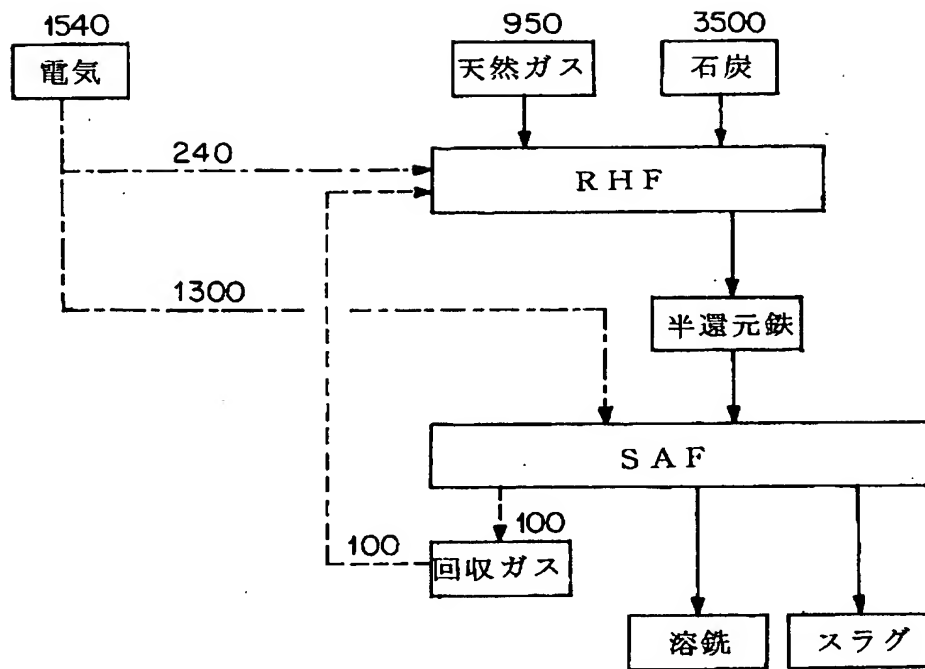 1540
電気
950
天然ガス
3500
石炭
240
RHF
1300
半還元鉄
SAF
100
100
回収ガス
溶銑
スラグ